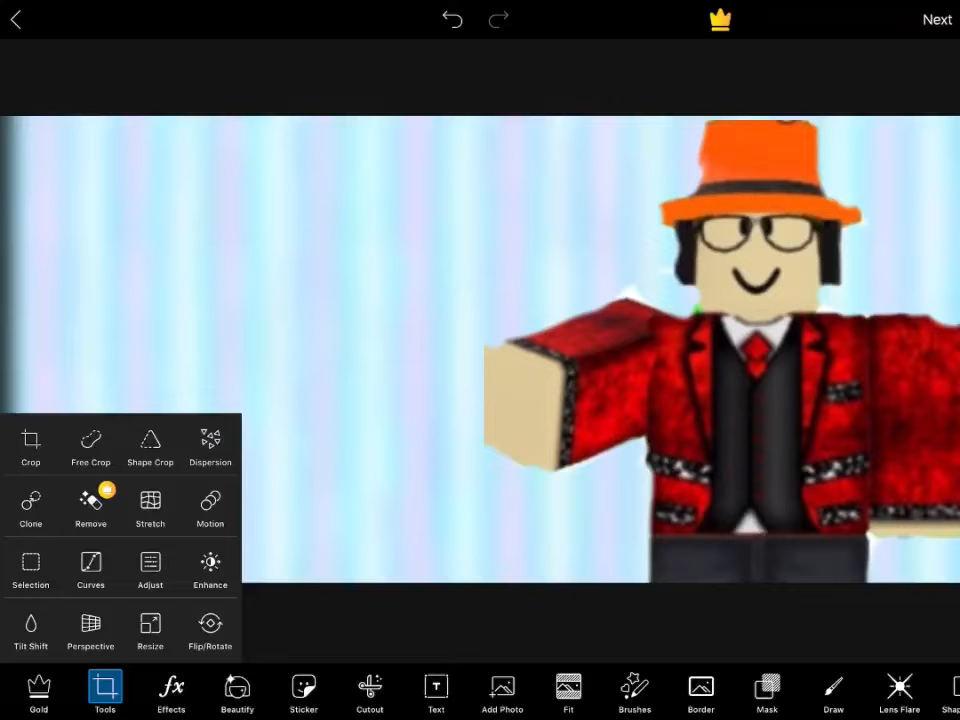 Next
Crop Free Crop Shape Crop Dispersion
Clone Remove Stretch Motion
Selection Curves Adjust Enhance
Tilt Shift Perspective Resize Flip/Rotate
Gold Tools Effects Beautify Sticker Cutout Text Add Photo Fit Brushes Border Mask Draw Lens Flare